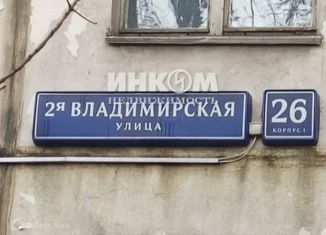 ИНКОМ
НЕДВИЖИМОСТЬ
2я ВЛАДИМИРСКАЯ
УЛИЦА
26
КОРПУС 1